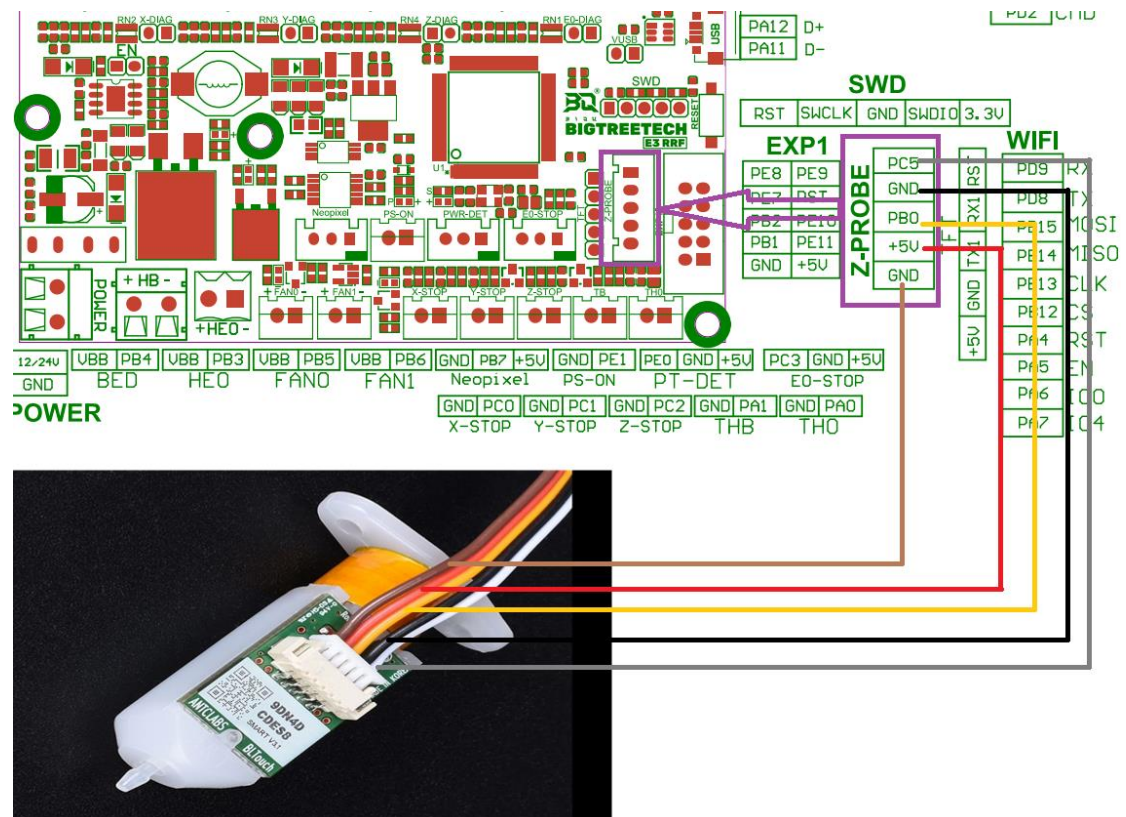 RN2 X-DIAG
RN3 Y-DIAG
RN4 Z-DIAG
RN1 E0-DIAG
EN
VUSB
USB
PA12 D+
PA11 D-
SWD
BIGTREETECH
E3 RRF
RESET
U1
SWD
RST SWCLK GND SWDIO 3.3V
EXP1
PE8 PE9
PE7 RST
PB2 PE10
PB1 PE11
GND +5V
Z-PROBE
PC5
GND
PB0
+5V
GND
RST
RX1
TX1
GND
+5V
WIFI
PD9 RX
PD8 TX
PB15 MOSI
PB14 MISO
PB13 CLK
PB12 CS
PA4 RST
PA5 EN
PA6 IO0
PA7 IO4
Z-PROBE
Neopixel
PS-ON
PWR-DET
E0-STOP
POWER
+ HB -
+HE0 -
+ FAN0 -
+ FAN1 -
X-STOP
Y-STOP
Z-STOP
TB
TH0
12/24V
GND
POWER
VBB PB4
BED
VBB PB3
HE0
VBB PB5
FAN0
VBB PB6
FAN1
GND PB7 +5V
Neopixel
GND PE1
PS-ON
PE0 GND +5V
PT-DET
PC3 GND +5V
E0-STOP
GND PC0
X-STOP
GND PC1
Y-STOP
GND PC2
Z-STOP
GND PA1
THB
GND PA0
TH0
9DN4D
CDES8
SMART V3.1
ANTCLABS
BLTouch